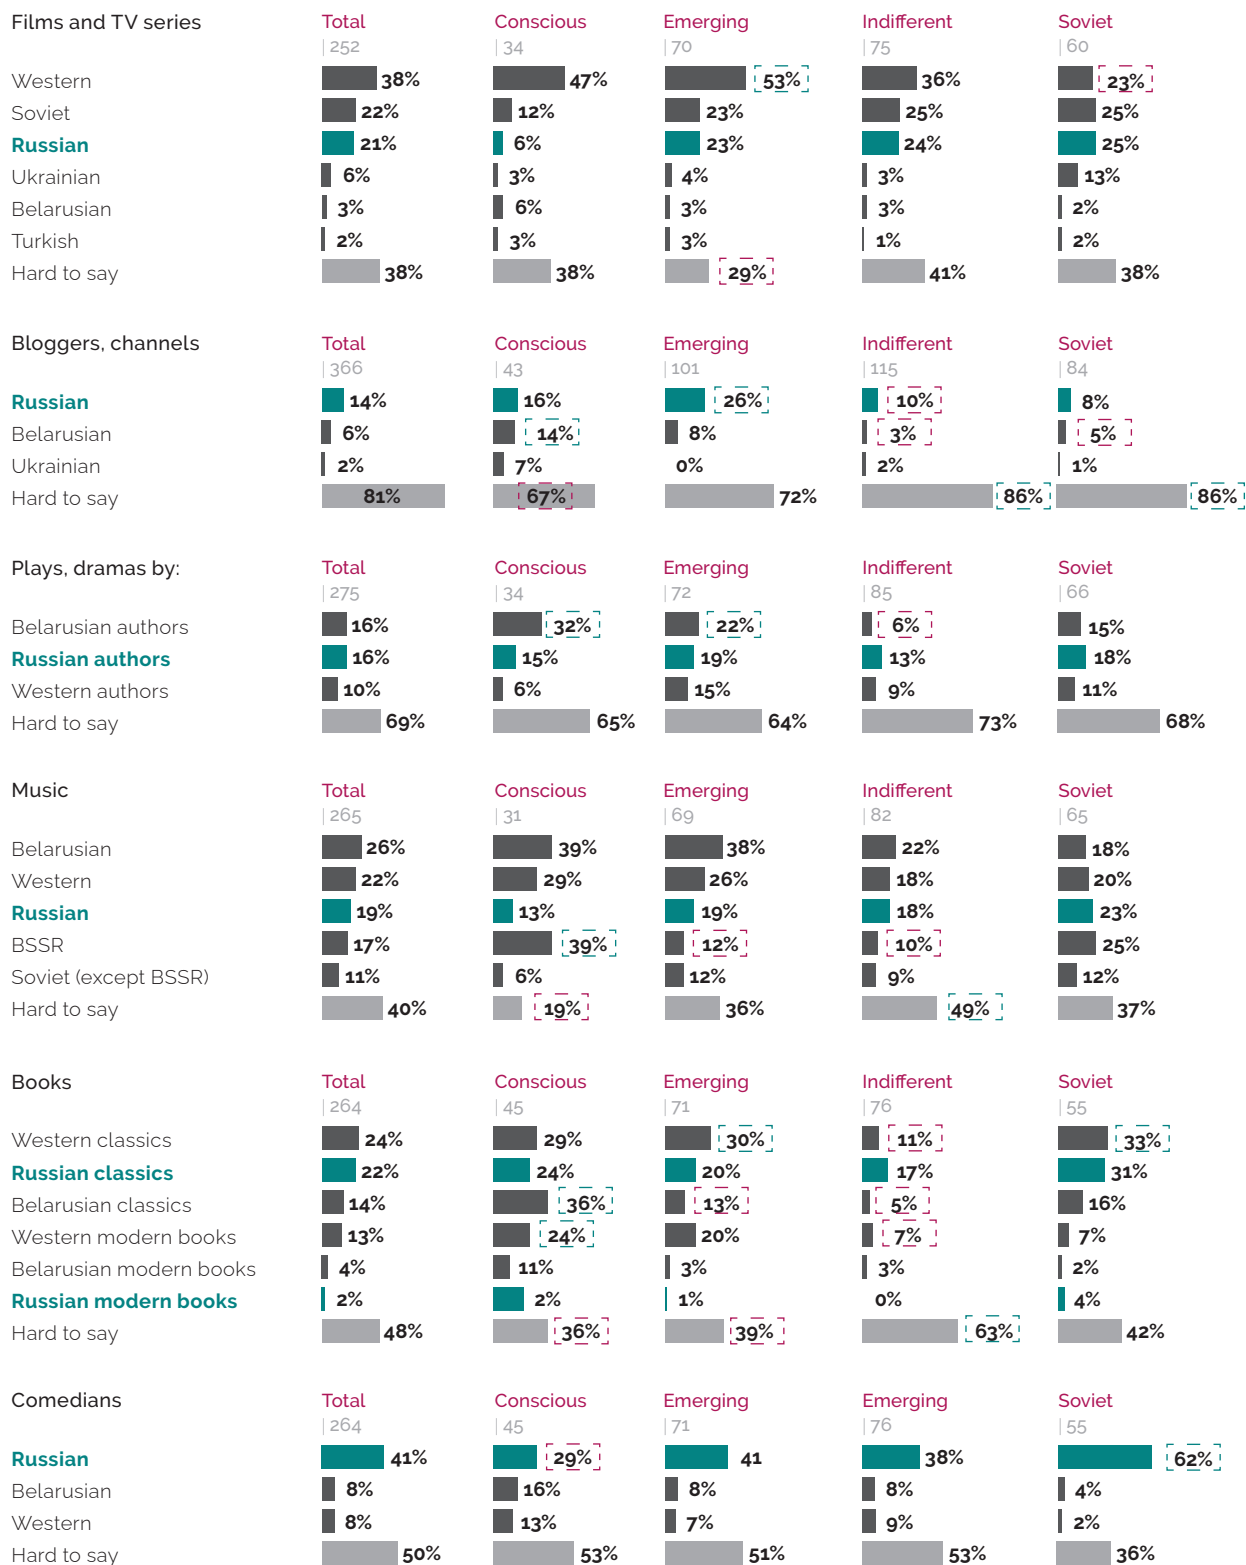 Films and TV series Total Conscious Emerging Indifferent Soviet
| 252 | 34 | 70 | 75 | 60
Western 38% 47% 53% 36% 23%
Soviet 22% 12% 23% 25% 25%
Russian 21% 6% 23% 24% 25%
Ukrainian 6% 3% 4% 3% 13%
Belarusian 3% 6% 3% 3% 2%
Turkish 2% 3% 3% 1% 2%
Hard to say 38% 38% 29% 41% 38%
Bloggers, channels Total Conscious Emerging Indifferent Soviet
| 366 | 43 | 101 | 115 | 84
Russian 14% 16% 26% 10% 8%
Belarusian 6% 14% 8% 3% 5%
Ukrainian 2% 7% 0% 2% 1%
Hard to say 81% 67% 72% 86% 86%
Plays, dramas by: Total Conscious Emerging Indifferent Soviet
| 275 | 34 | 72 | 85 | 66
Belarusian authors 16% 32% 22% 6% 15%
Russian authors 16% 15% 19% 13% 18%
Western authors 10% 6% 15% 9% 11%
Hard to say 69% 65% 64% 73% 68%
Music Total Conscious Emerging Indifferent Soviet
| 265 | 31 | 69 | 82 | 65
Belarusian 26% 39% 38% 22% 18%
Western 22% 29% 26% 18% 20%
Russian 19% 13% 19% 18% 23%
BSSR 17% 39% 12% 10% 25%
Soviet (except BSSR) 11% 6% 12% 9% 12%
Hard to say 40% 19% 36% 49% 37%
Books Total Conscious Emerging Indifferent Soviet
| 264 | 45 | 71 | 76 | 55
Western classics 24% 29% 30% 11% 33%
Russian classics 22% 24% 20% 17% 31%
Belarusian classics 14% 36% 13% 5% 16%
Western modern books 13% 24% 20% 7% 7%
Belarusian modern books 4% 11% 3% 3% 2%
Russian modern books 2% 2% 1% 0% 4%
Hard to say 48% 36% 39% 63% 42%
Comedians Total Conscious Emerging Emerging Soviet
| 264 | 45 | 71 | 76 | 55
Russian 41% 29% 41 38% 62%
Belarusian 8% 16% 8% 8% 4%
Western 8% 13% 7% 9% 2%
Hard to say 50% 53% 51% 53% 36%